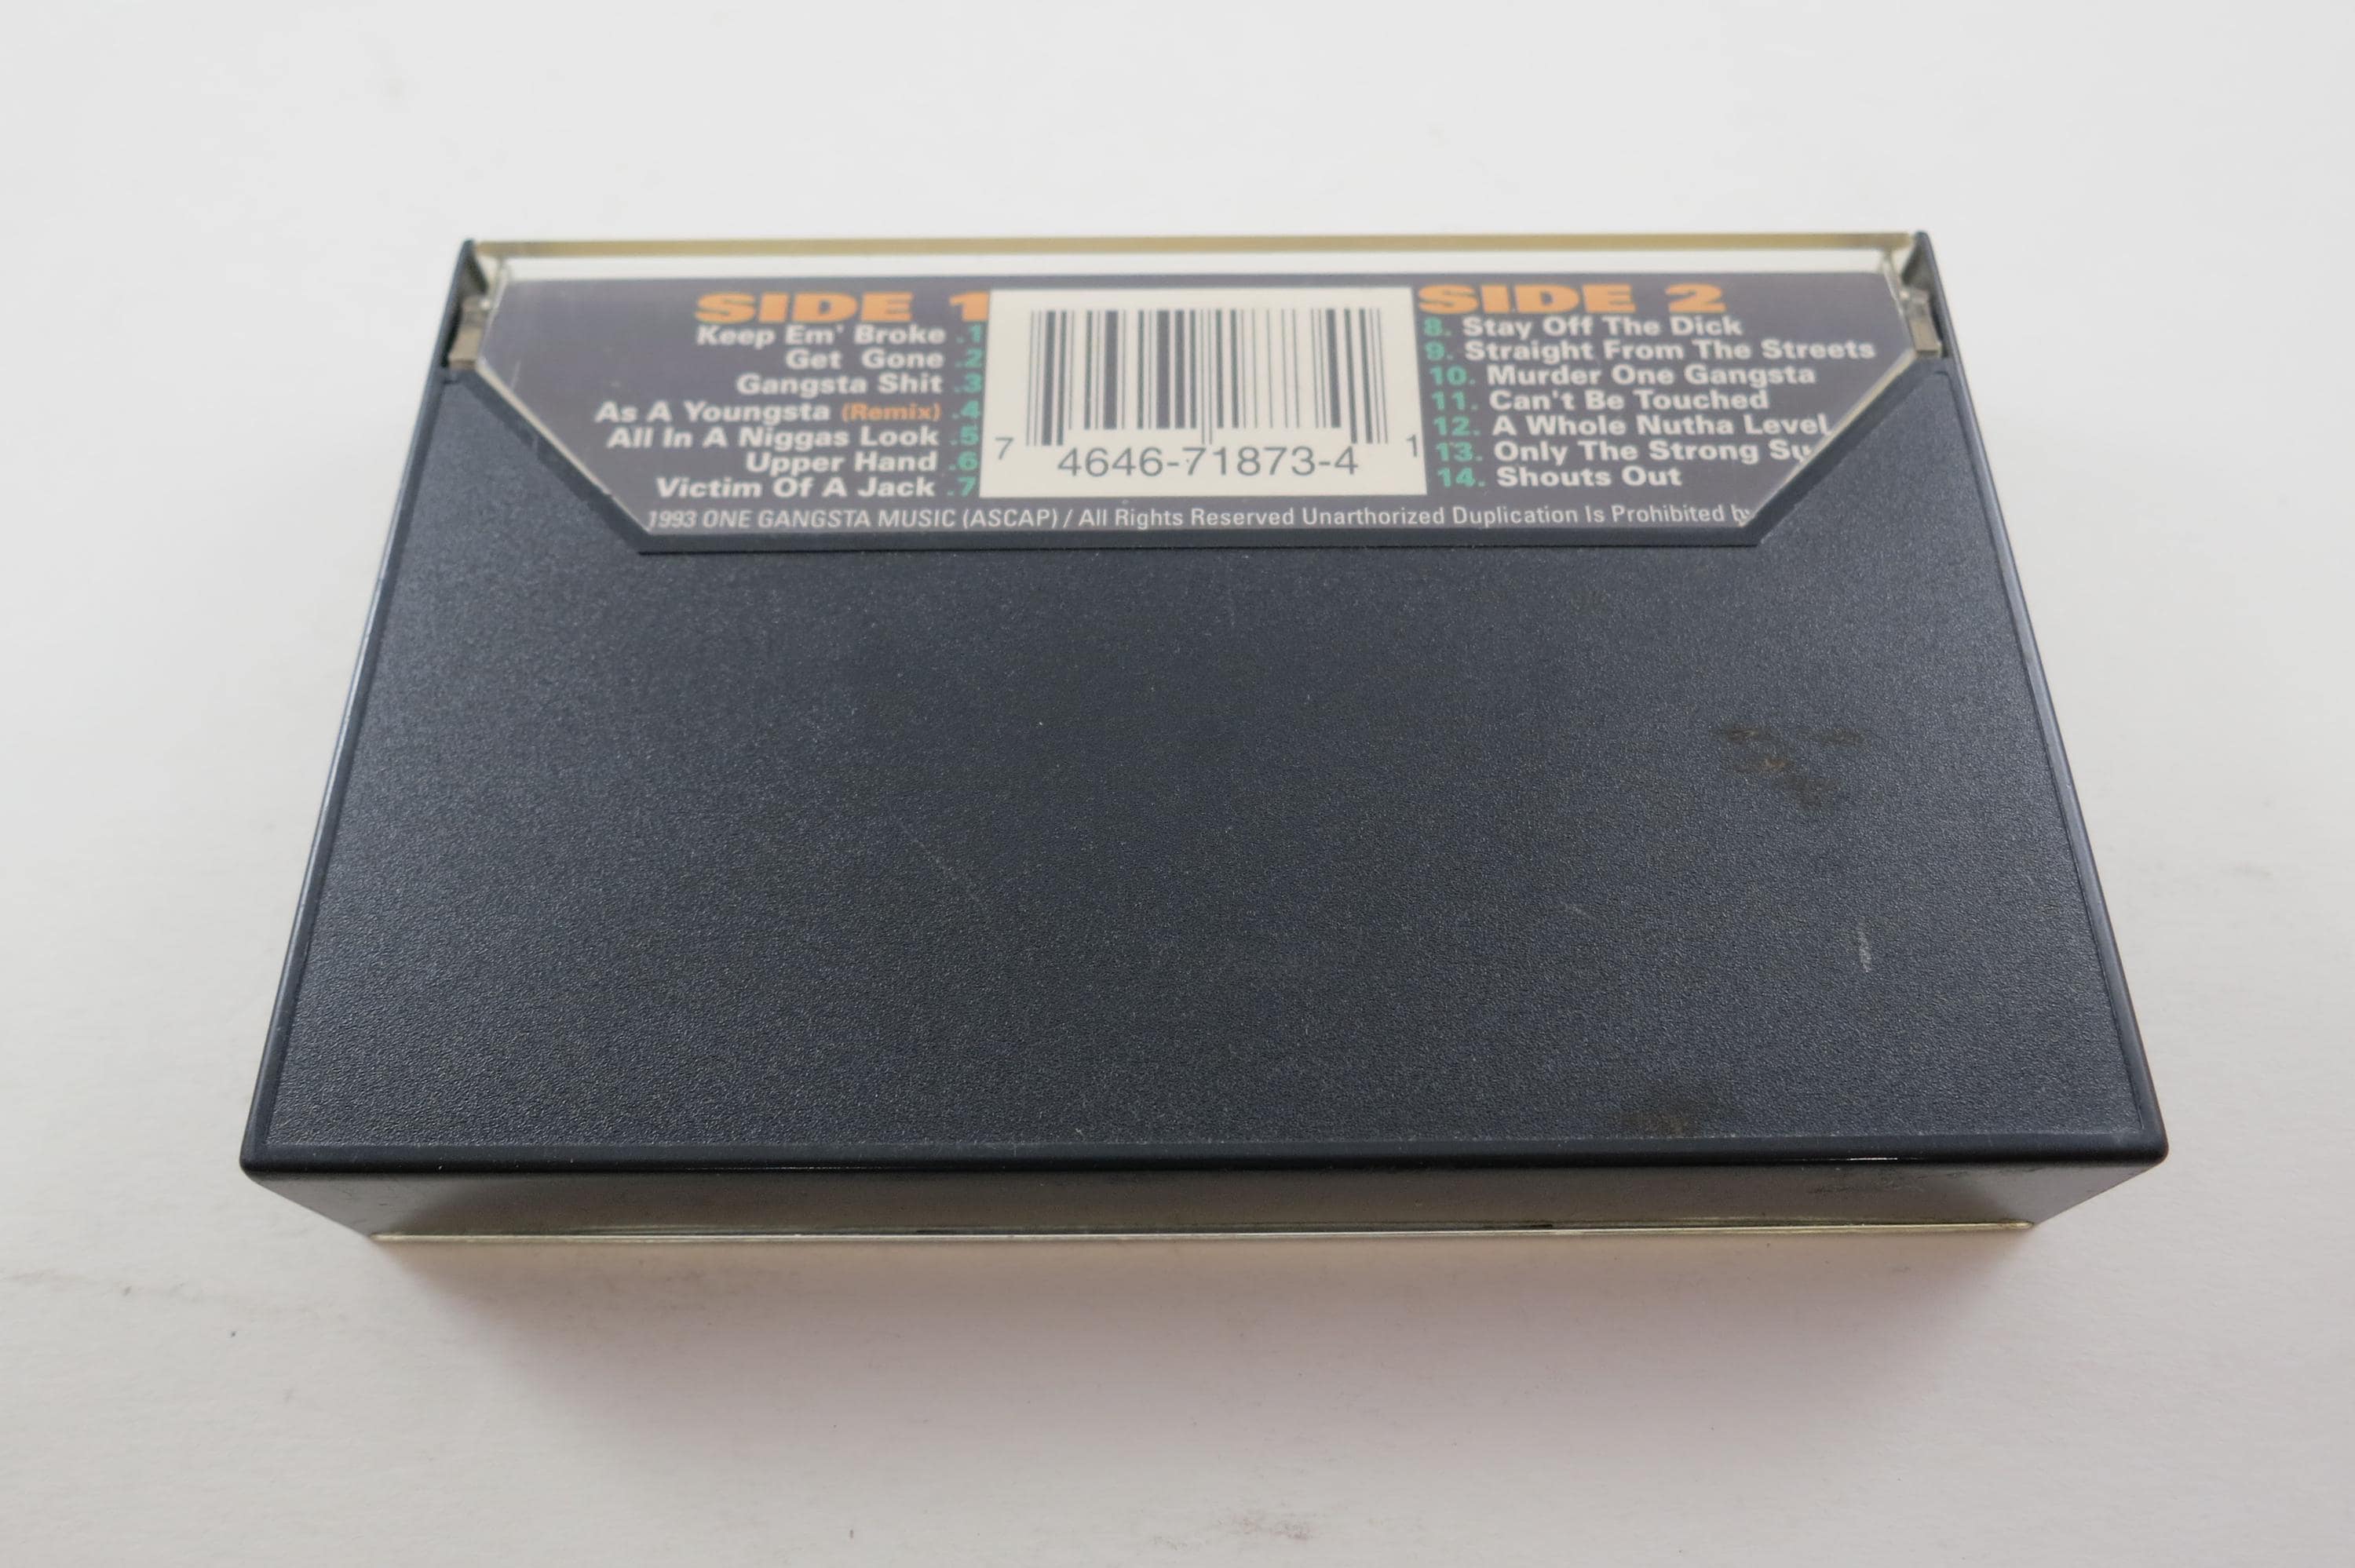 SIDE 1
Keep Em' Broke .1
Get Gone .2
Gangsta Shit .3
As A Youngsta (Remix) .4
All In A Niggas Look .5
Upper Hand .6
Victim Of A Jack .7
7 4646-71873-4 1
SIDE 2
8. Stay Off The Dick
9. Straight From The Streets
10. Murder One Gangsta
11. Can't Be Touched
12. A Whole Nutha Level
13. Only The Strong Su
14. Shouts Out
1993 ONE GANGSTA MUSIC (ASCAP) / All Rights Reserved Unarthorized Duplication Is Prohibited by